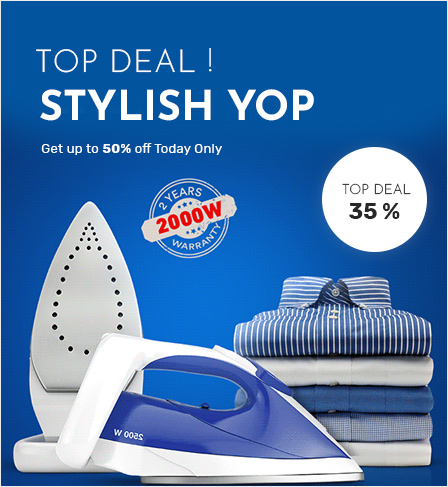 TOP DEAL !
STYLISH YOP
Get up to 50% off Today Only
2 YEARS
2000W
WARRANTY
TOP DEAL
35 %
2500 W